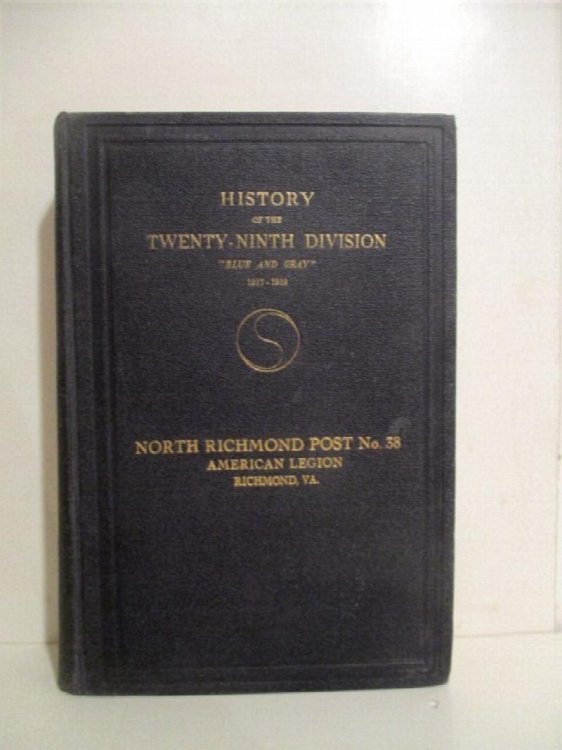 HISTORY
OF THE
TWENTY-NINTH DIVISION
"BLUE AND GRAY"
1917-1919
NORTH RICHMOND POST No. 38
AMERICAN LEGION
RICHMOND, VA.